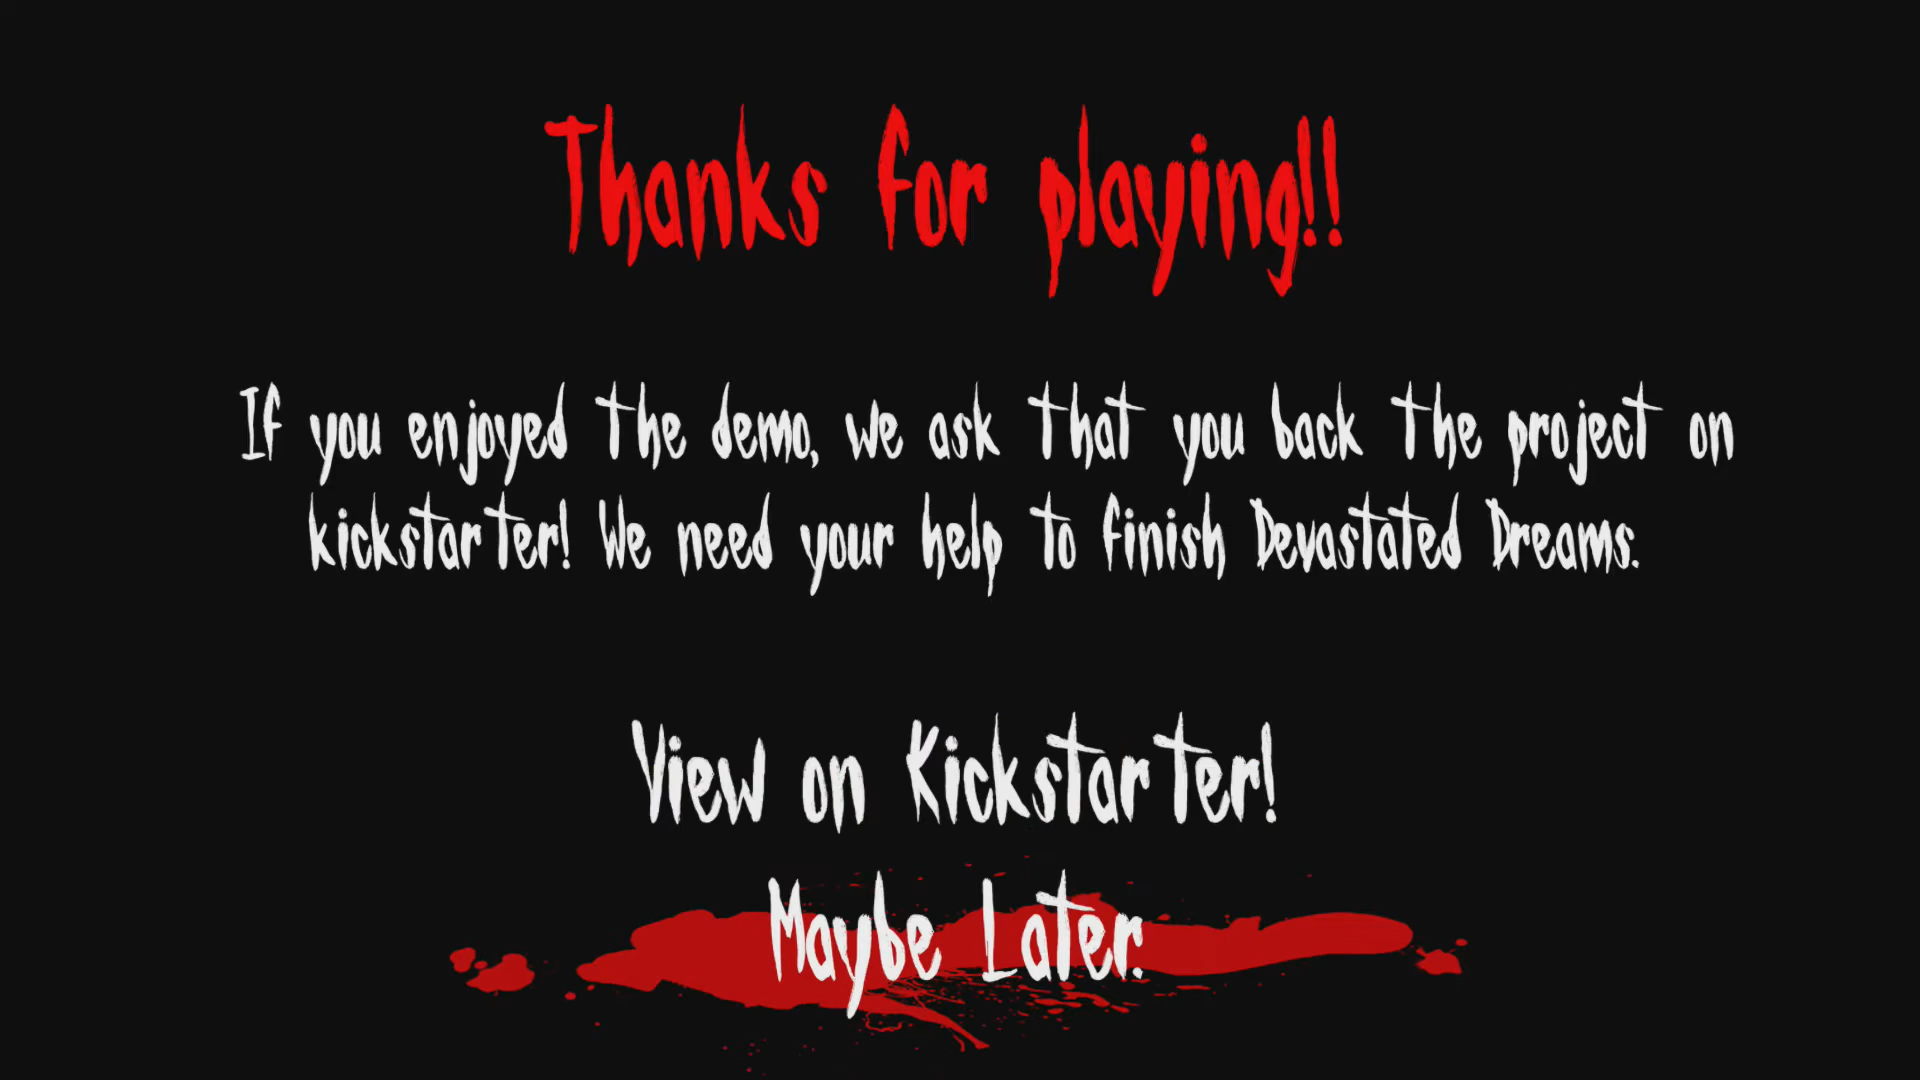 Thanks for playing!!
If you enjoyed the demo, we ask that you back the project on
kickstarter! We need your help to finish Devastated Dreams.
View on Kickstarter!
Maybe Later.